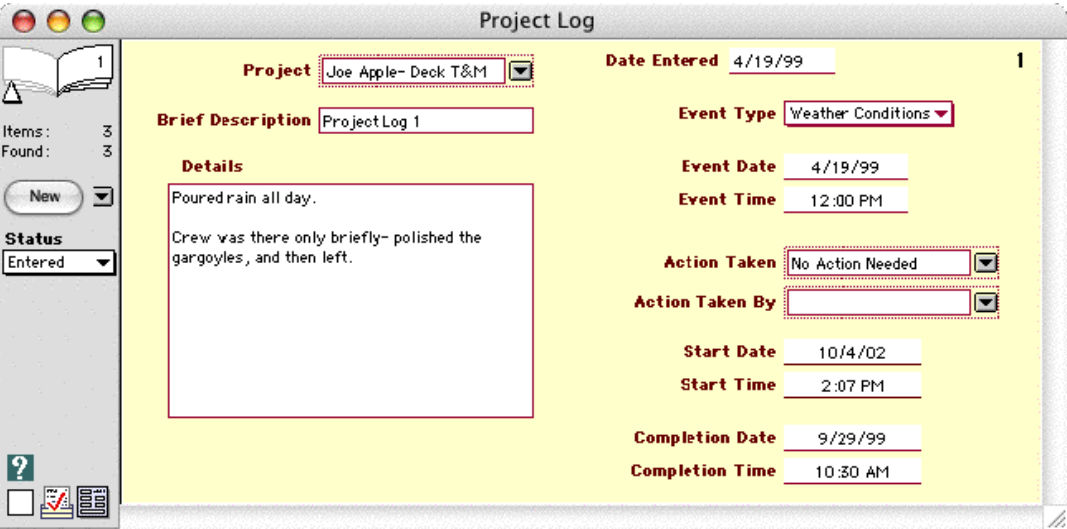 Project Log
1
Items: 3
Found: 3
New
Status
Entered
?
Project Joe Apple- Deck T&M
Brief Description Project Log 1
Details
Poured rain all day.
Crew was there only briefly- polished the
gargoyles, and then left.
Date Entered 4/19/99
1
Event Type Weather Conditions
Event Date 4/19/99
Event Time 12:00 PM
Action Taken No Action Needed
Action Taken By
Start Date 10/4/02
Start Time 2:07 PM
Completion Date 9/29/99
Completion Time 10:30 AM